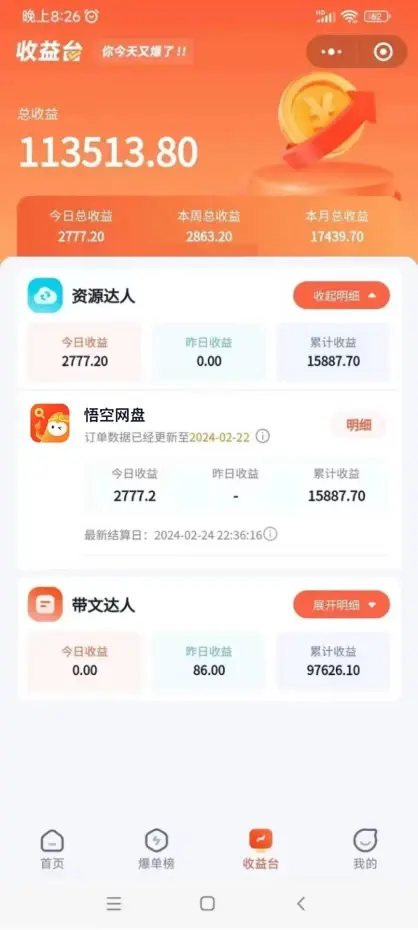 晚上8:26
HD 62
收益台 你今天又爆了!!
总收益
113513.80
今日总收益 本周总收益 本月总收益
2777.20 2863.20 17439.70
资源达人 收起明细
今日收益 昨日收益 累计收益
2777.20 0.00 15887.70
悟空网盘
订单数据已经更新至2024-02-22
明细
今日收益 昨日收益 累计收益
2777.2 - 15887.70
最新结算日：2024-02-24 22:36:16
带文达人 展开明细
今日收益 昨日收益 累计收益
0.00 86.00 97626.10
首页 爆单榜 收益台 我的